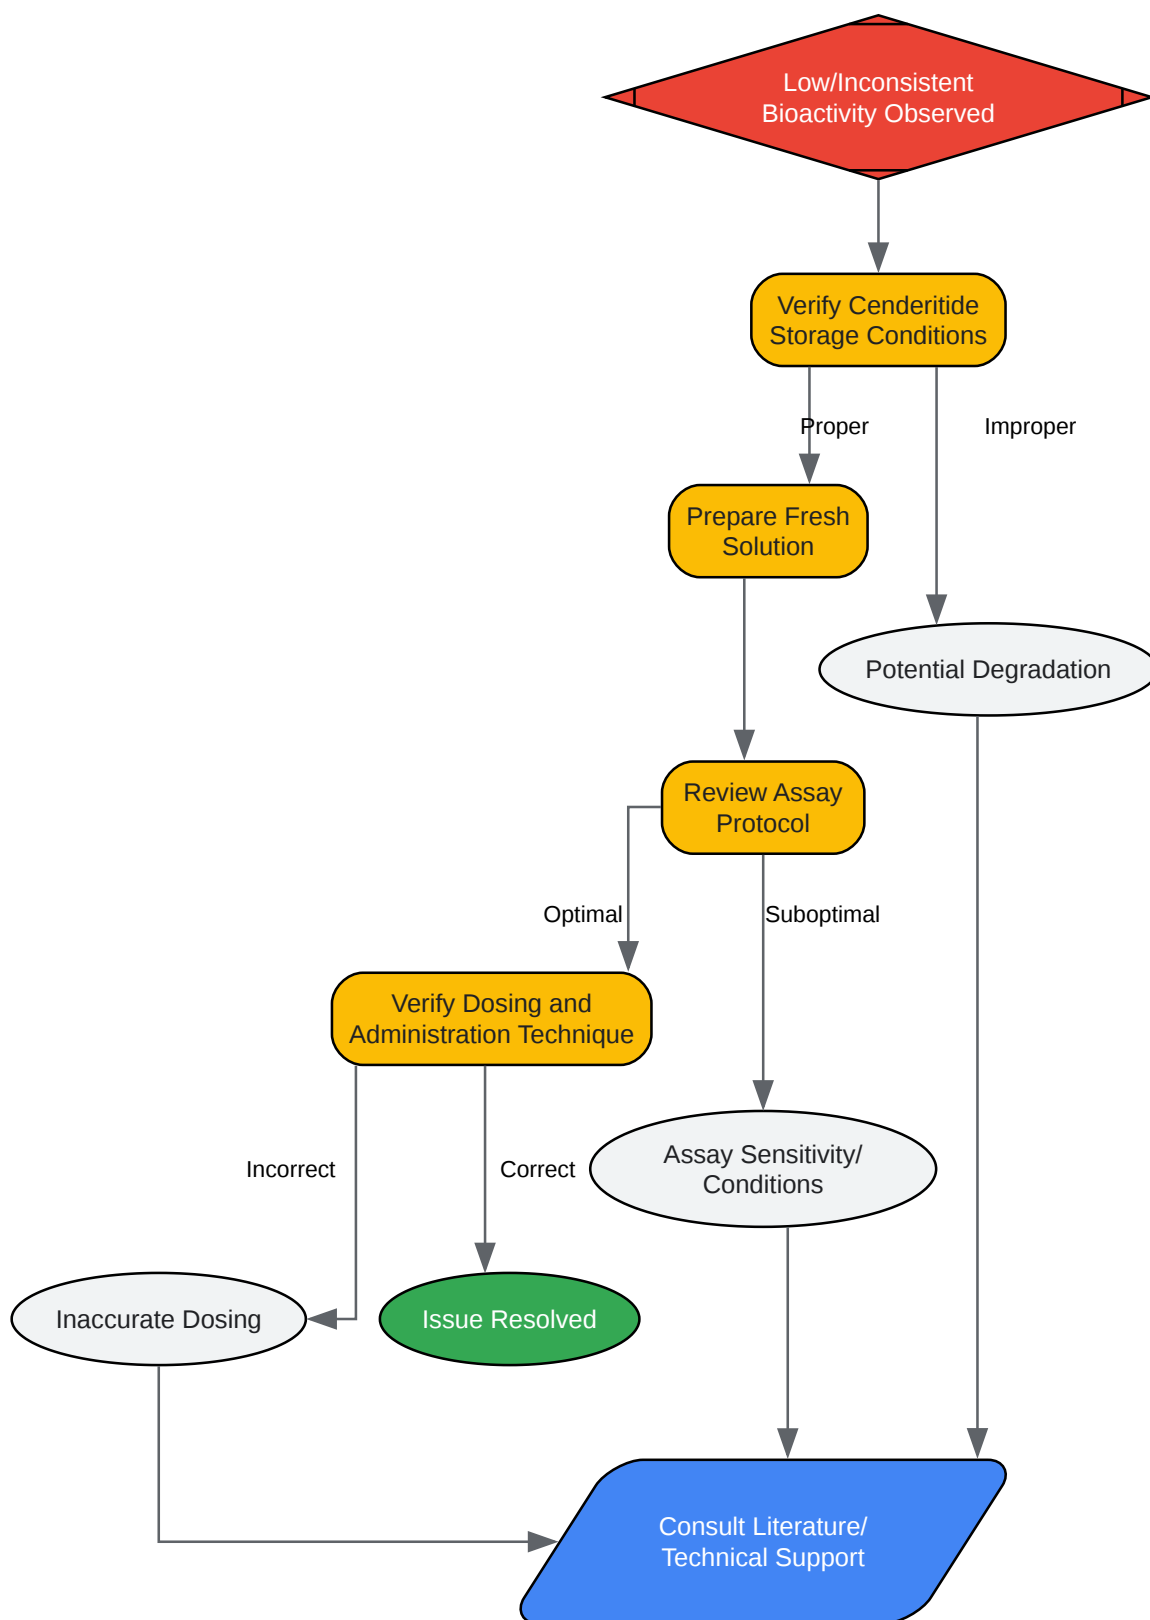 Low/Inconsistent
Bioactivity Observed
Verify Cenderitide
Storage Conditions
Proper
Improper
Prepare Fresh
Solution
Potential Degradation
Review Assay
Protocol
Optimal
Suboptimal
Verify Dosing and
Administration Technique
Incorrect
Correct
Assay Sensitivity/
Conditions
Inaccurate Dosing
Issue Resolved
Consult Literature/
Technical Support